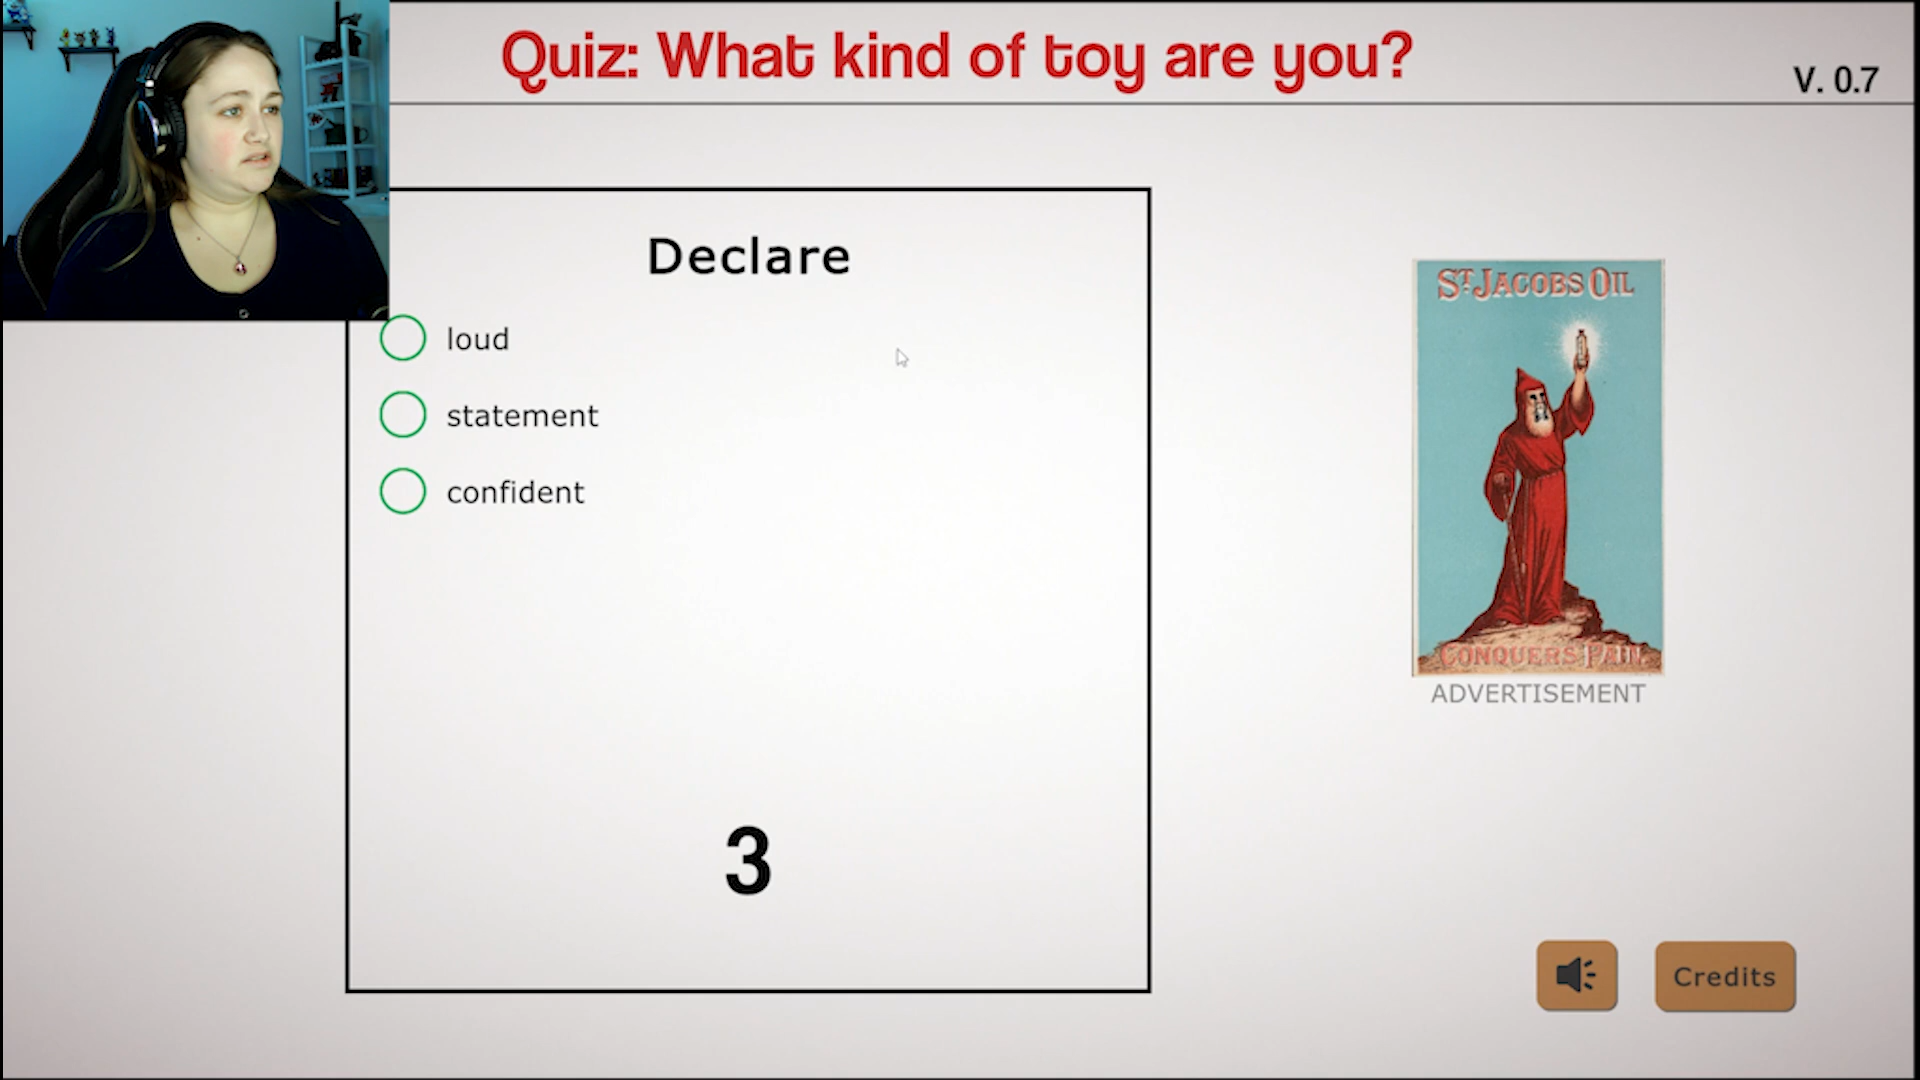 Quiz: What kind of toy are you?
V. 0.7
Declare
loud
statement
confident
3
ST JACOBS OIL
CONQUERS PAIN.
ADVERTISEMENT
Credits